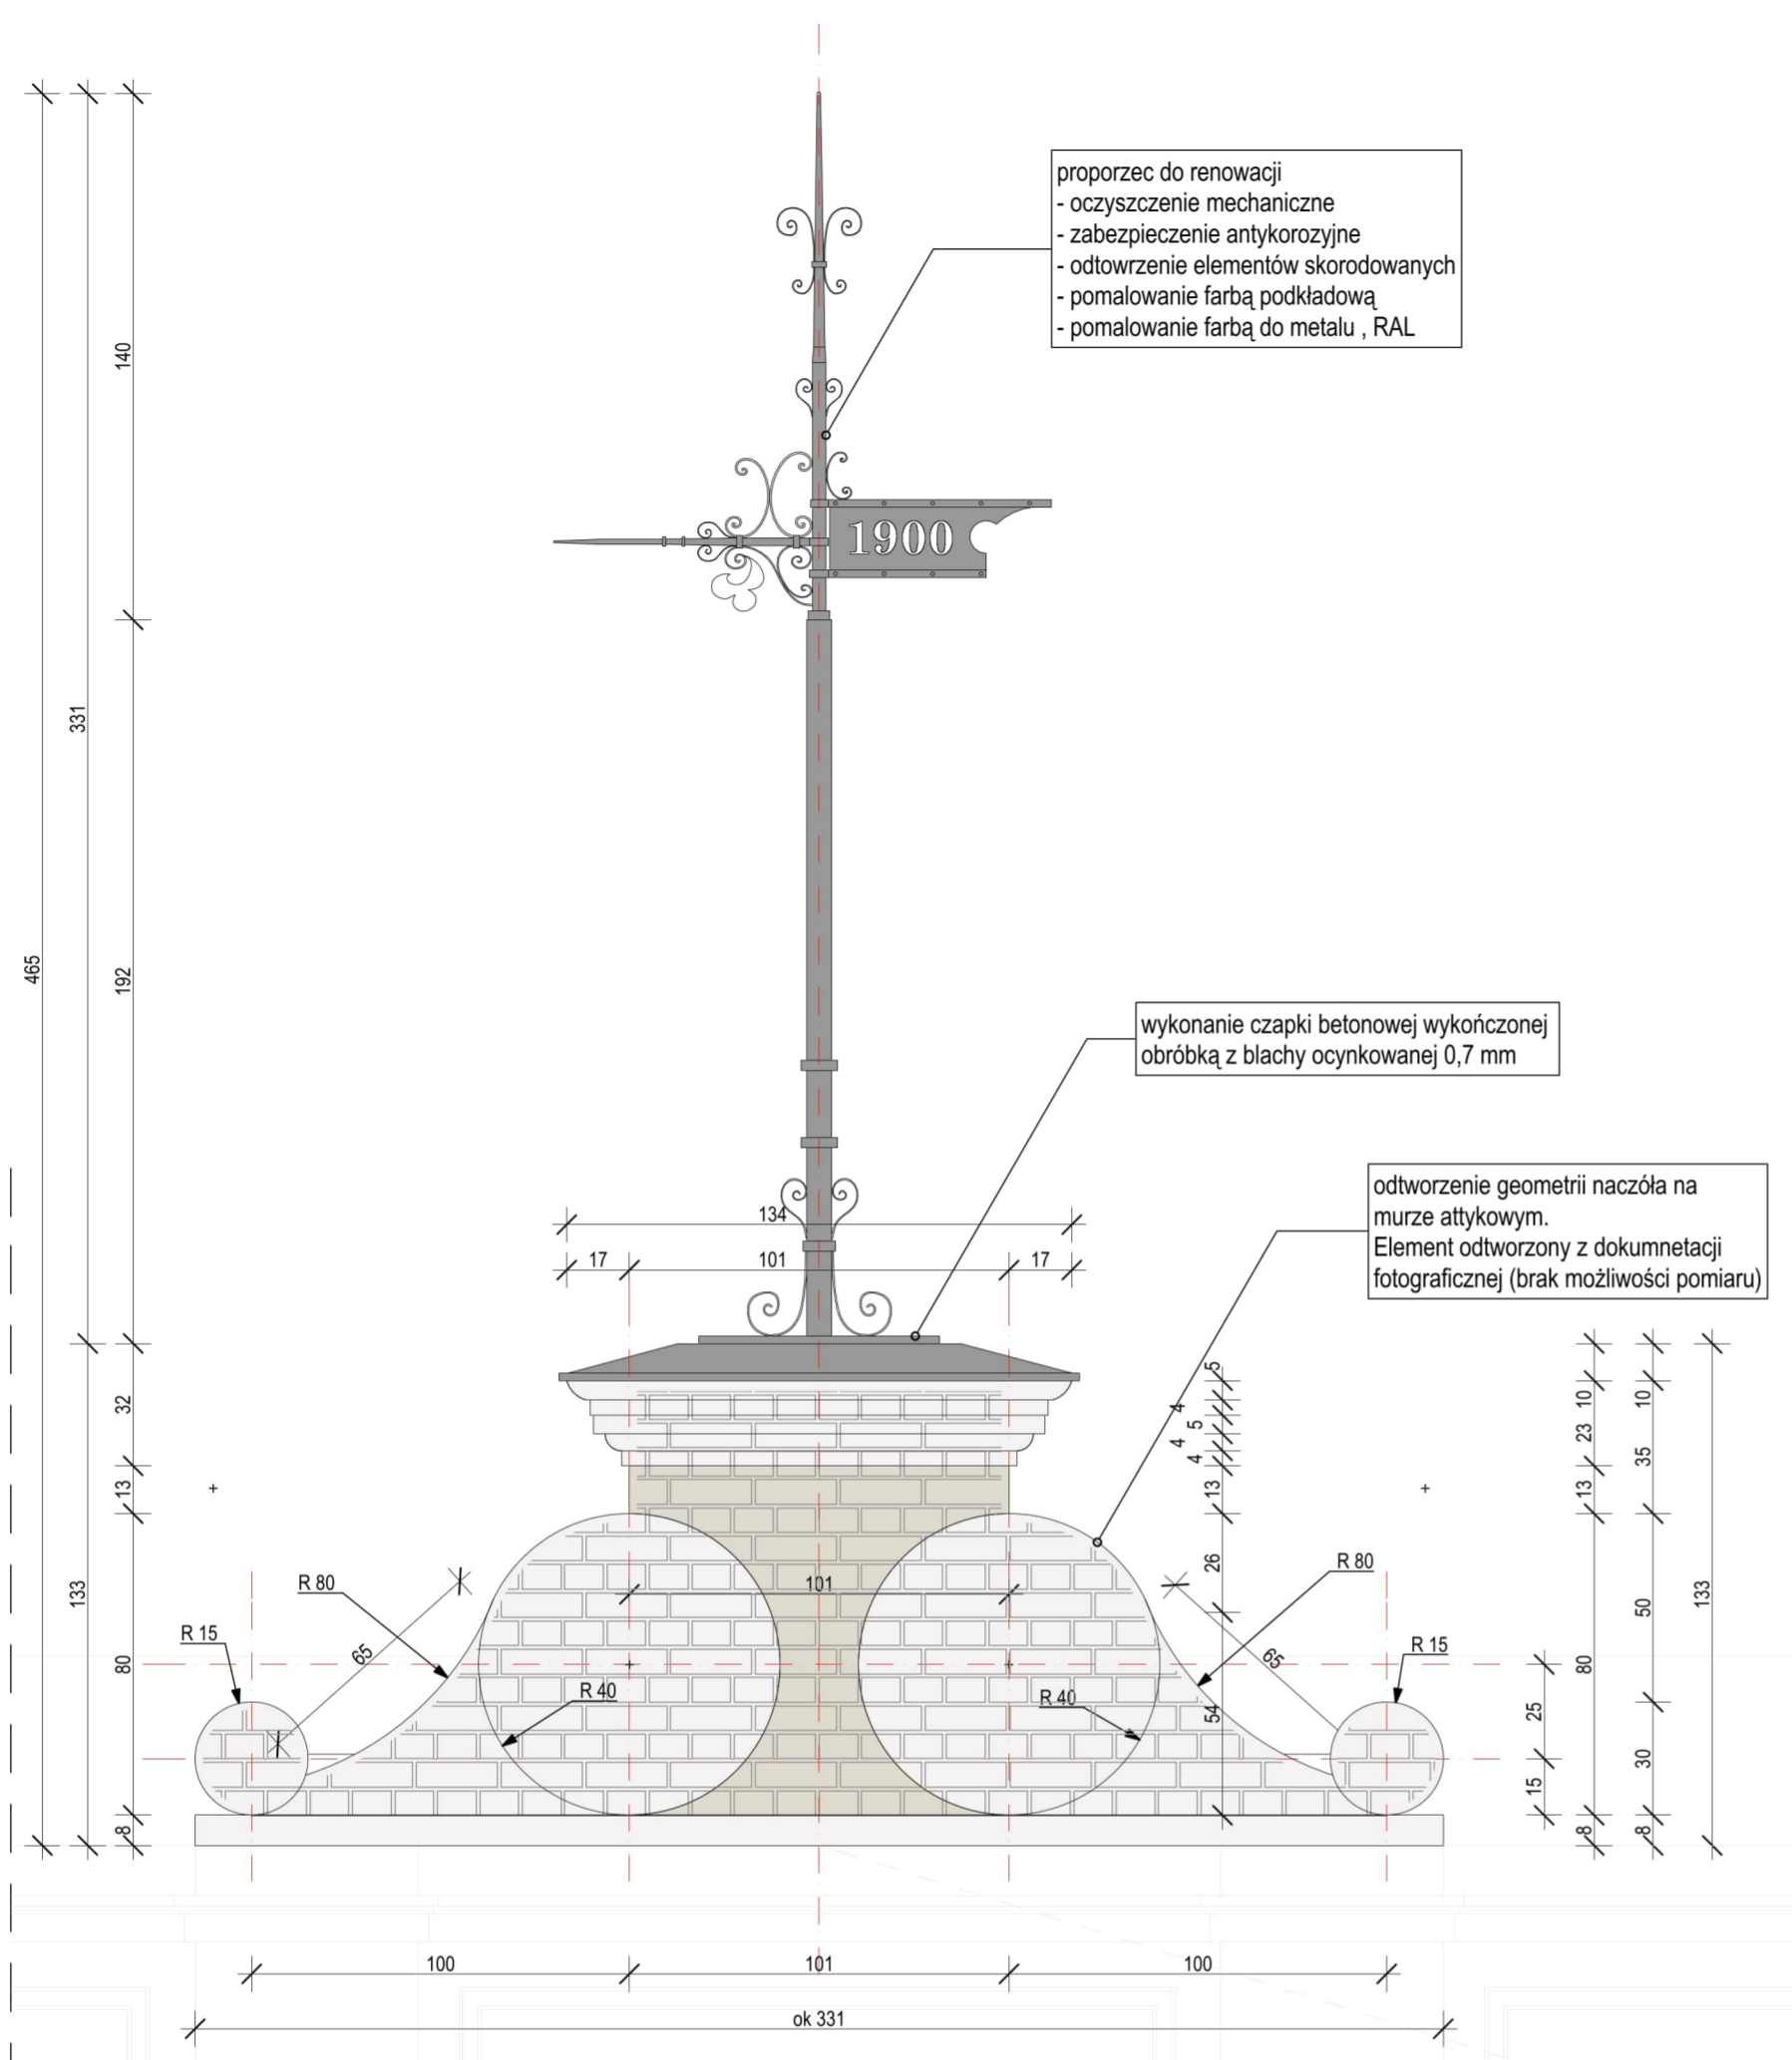 proporzec do renowacji
- oczyszczenie mechaniczne
- zabezpieczenie antykorozyjne
- odtowrzenie elementów skorodowanych
- pomalowanie farbą podkładową
- pomalowanie farbą do metalu , RAL
140
1900
331
192
465
wykonanie czapki betonowej wykończonej
obróbką z blachy ocynkowanej 0,7 mm
odtworzenie geometrii naczóła na
murze attykowym.
Element odtworzony z dokumnetacji
fotograficznej (brak możliwości pomiaru)
134
17 101 17
32
13
133
80
8
5
4
5
4
4
13
26
54
10
23
13
80
8
10
35
50
30
8
133
25
15
R 80
R 15
65
R 40
101
R 40
R 80
65
R 15
100 101 100
ok 331